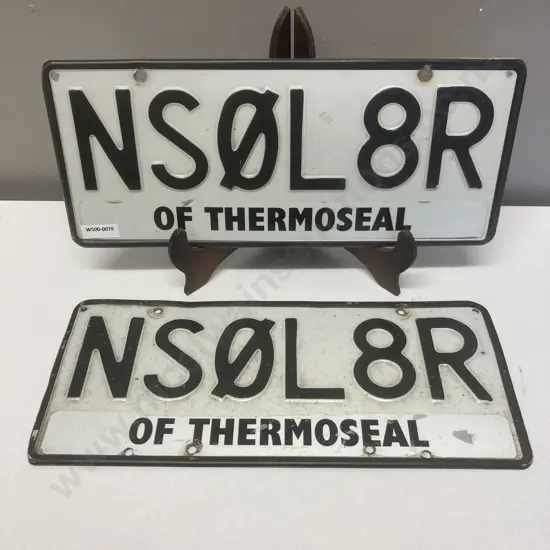 NSØL8R
OF THERMOSEAL
W500-0078
NSØL8R
OF THERMOSEAL